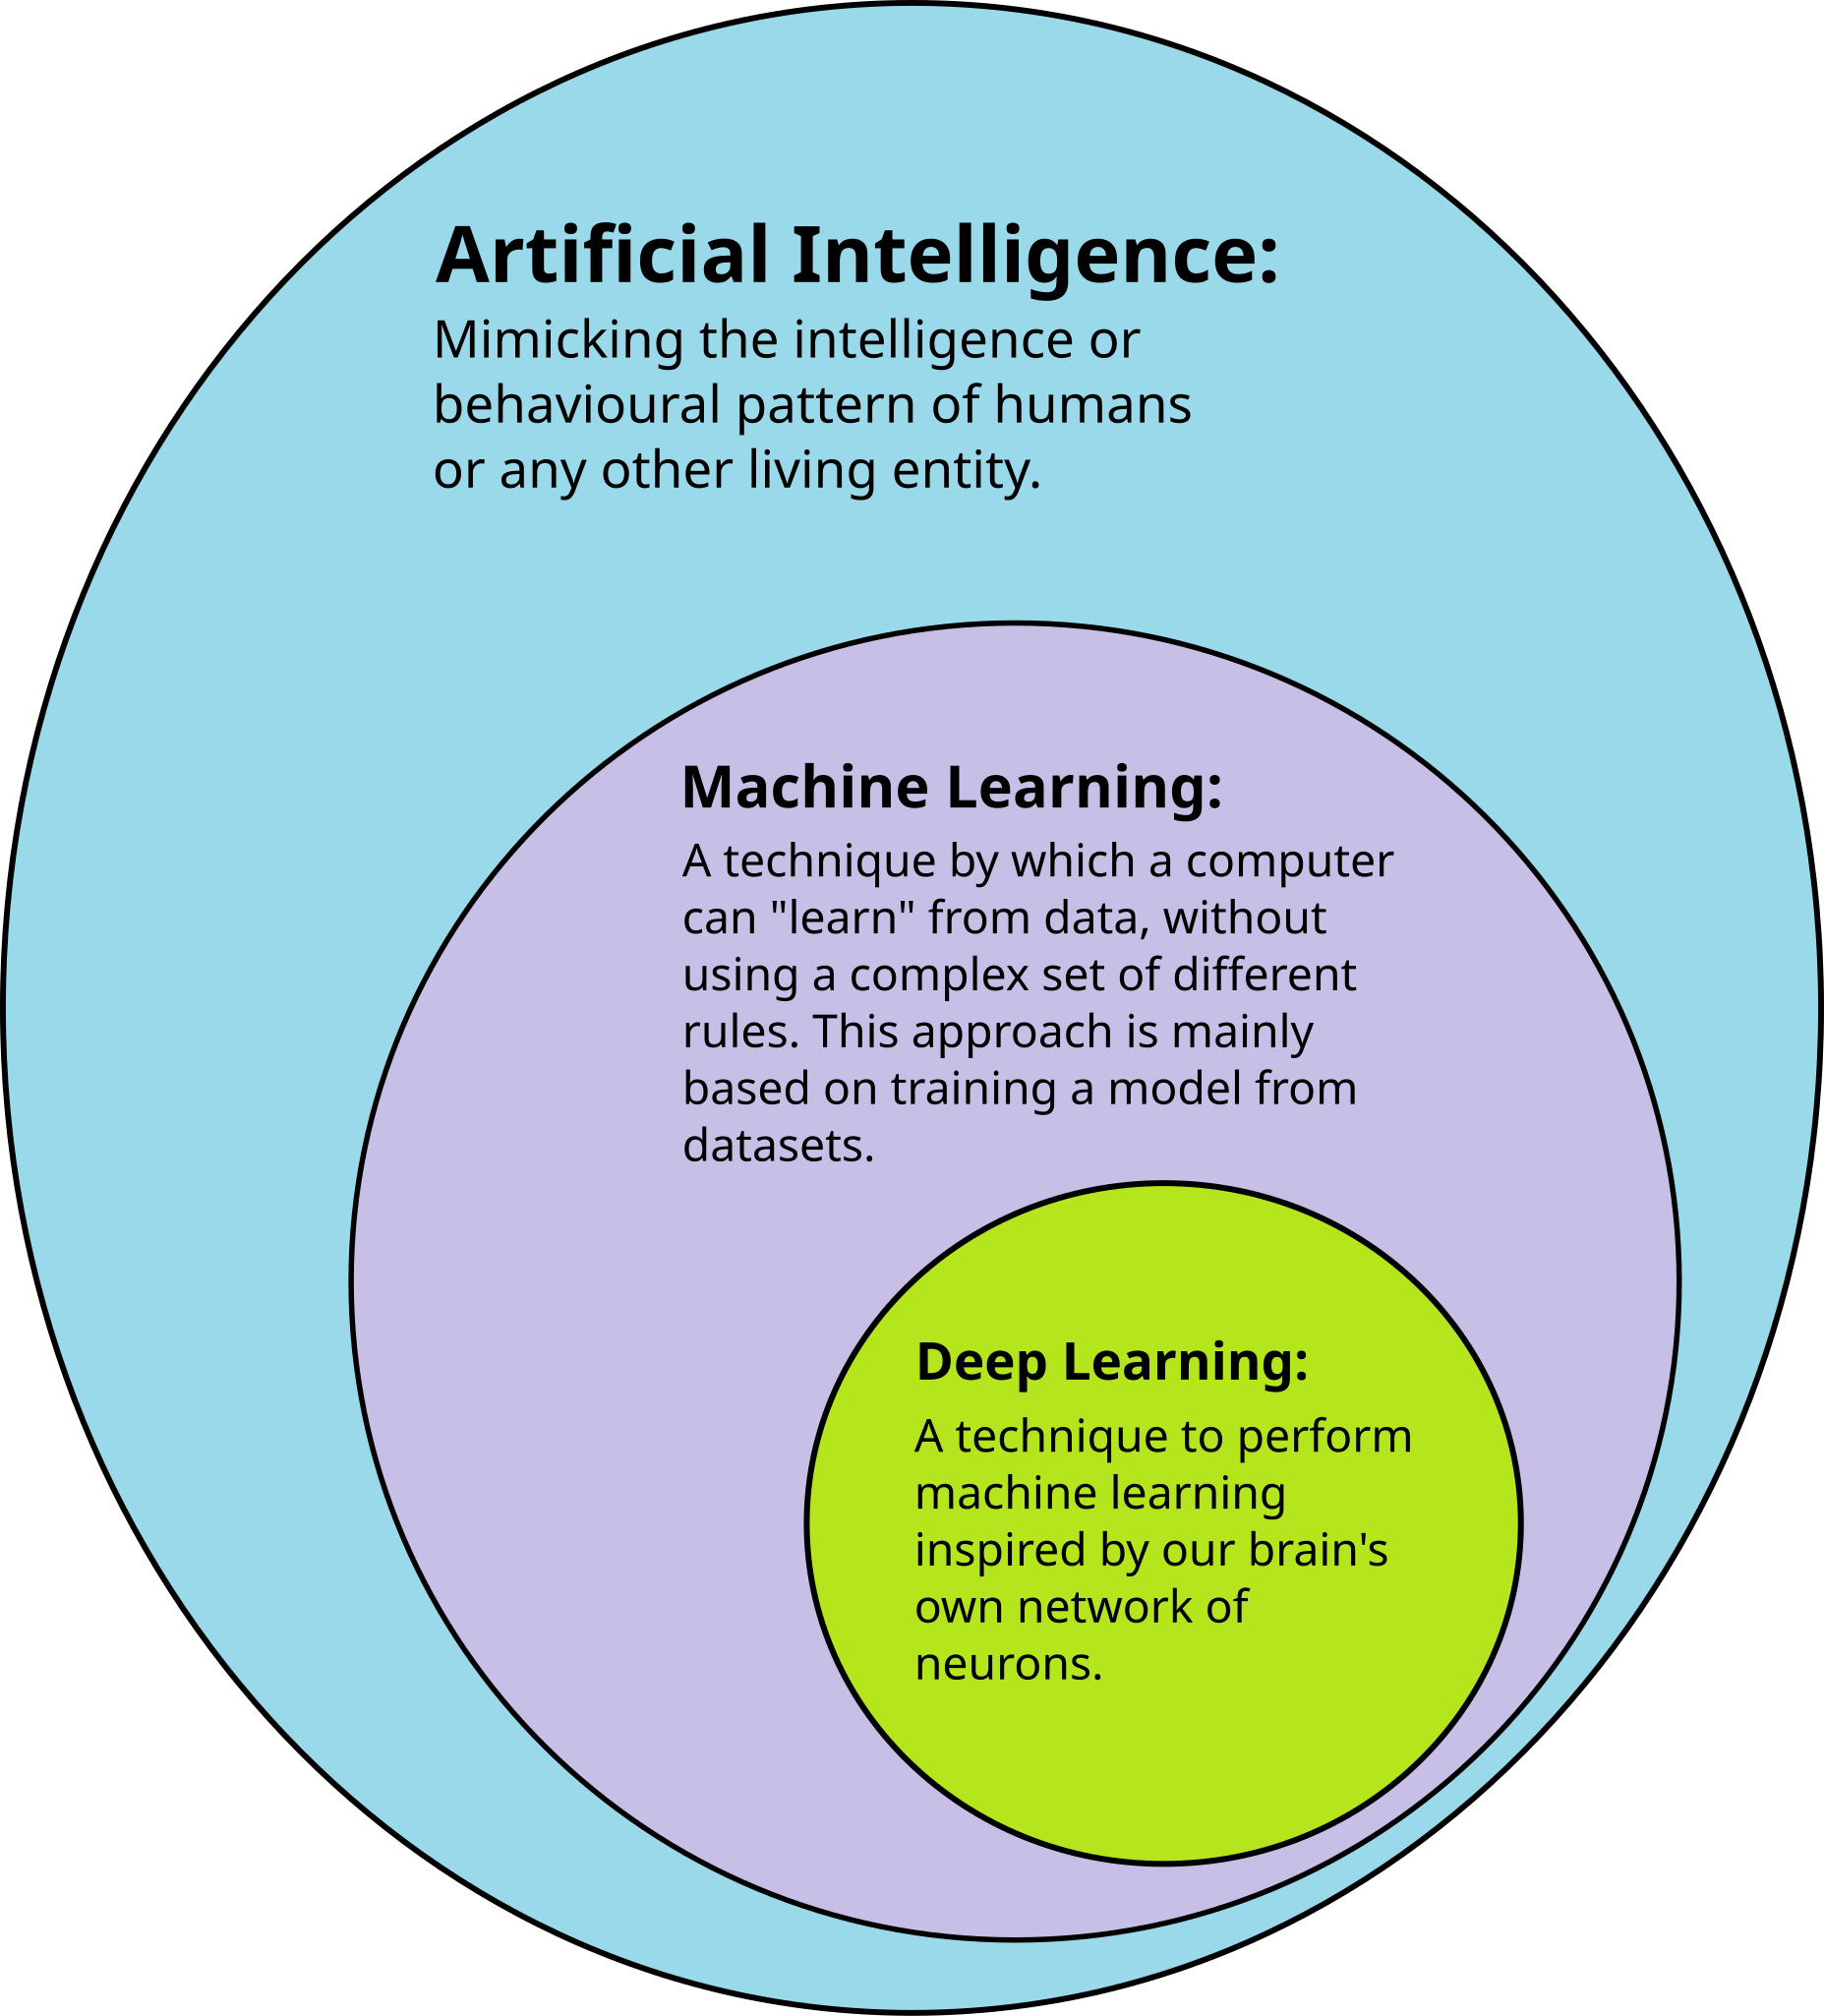 Artificial Intelligence:
Mimicking the intelligence or
behavioural pattern of humans
or any other living entity.
Machine Learning:
A technique by which a computer
can "learn" from data, without
using a complex set of different
rules. This approach is mainly
based on training a model from
datasets.
Deep Learning:
A technique to perform
machine learning
inspired by our brain's
own network of
neurons.